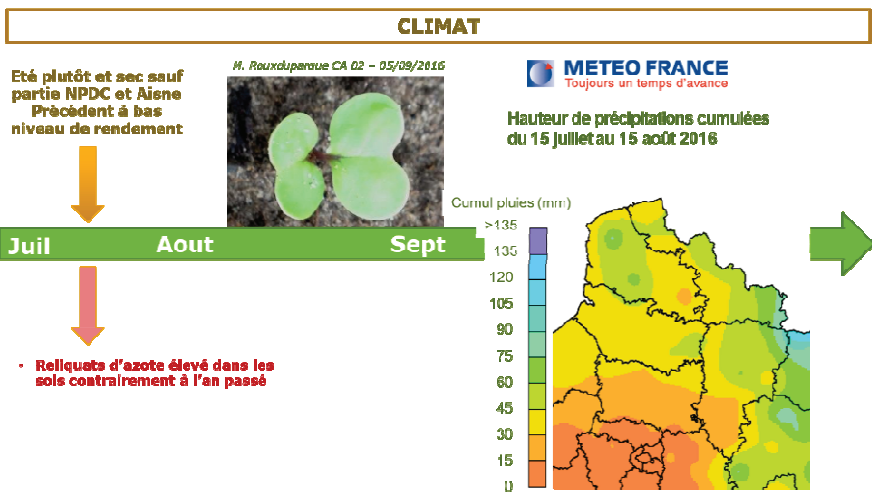 CLIMAT
Eté plutôt et sec sauf
partie NPDC et Aisne
Précédent à bas
niveau de rendement
M. Rouxduparque CA 02 – 05/09/2016
METEO FRANCE
Toujours un temps d'avance
Hauteur de précipitations cumulées
du 15 juillet au 15 août 2016
Cumul pluies (mm)
>135
135
120
105
90
75
60
45
30
15
0
Juil
Aout
Sept
- Reliquats d'azote élevé dans les
sols contrairement à l'an passé